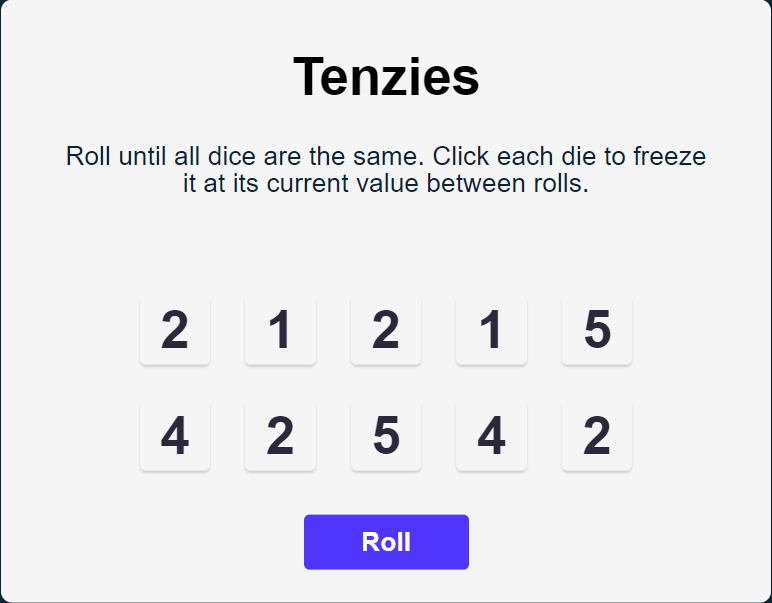 Tenzies
Roll until all dice are the same. Click each die to freeze
it at its current value between rolls.
2 1 2 1 5
4 2 5 4 2
Roll